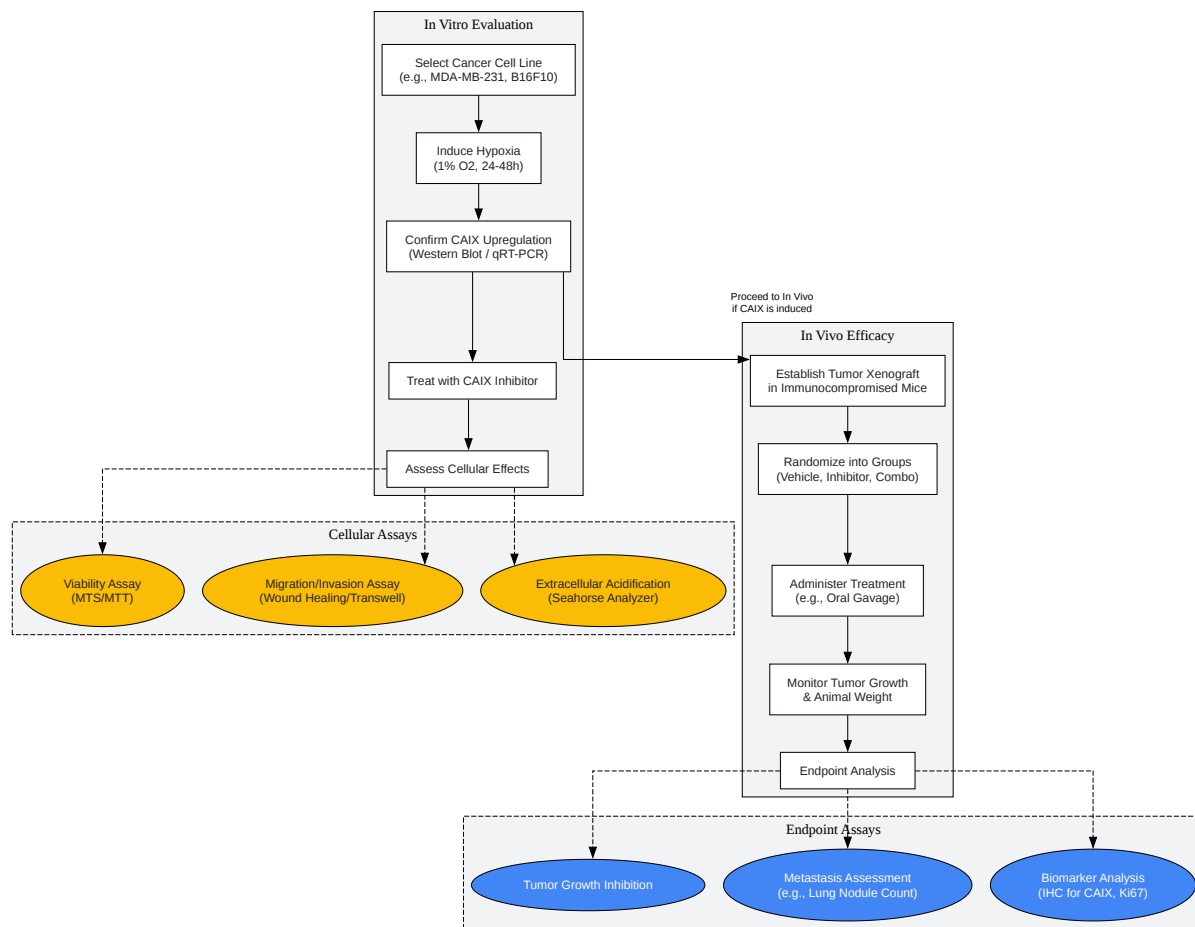 In Vitro Evaluation
Select Cancer Cell Line
(e.g., MDA-MB-231, B16F10)
Induce Hypoxia
(1% O2, 24-48h)
Confirm CAIX Upregulation
(Western Blot / qRT-PCR)
Treat with CAIX Inhibitor
Assess Cellular Effects
Cellular Assays
Viability Assay
(MTS/MTT)
Migration/Invasion Assay
(Wound Healing/Transwell)
Extracellular Acidification
(Seahorse Analyzer)
Proceed to In Vivo
if CAIX is induced
In Vivo Efficacy
Establish Tumor Xenograft
in Immunocompromised Mice
Randomize into Groups
(Vehicle, Inhibitor, Combo)
Administer Treatment
(e.g., Oral Gavage)
Monitor Tumor Growth
& Animal Weight
Endpoint Analysis
Endpoint Assays
Tumor Growth Inhibition
Metastasis Assessment
(e.g., Lung Nodule Count)
Biomarker Analysis
(IHC for CAIX, Ki67)